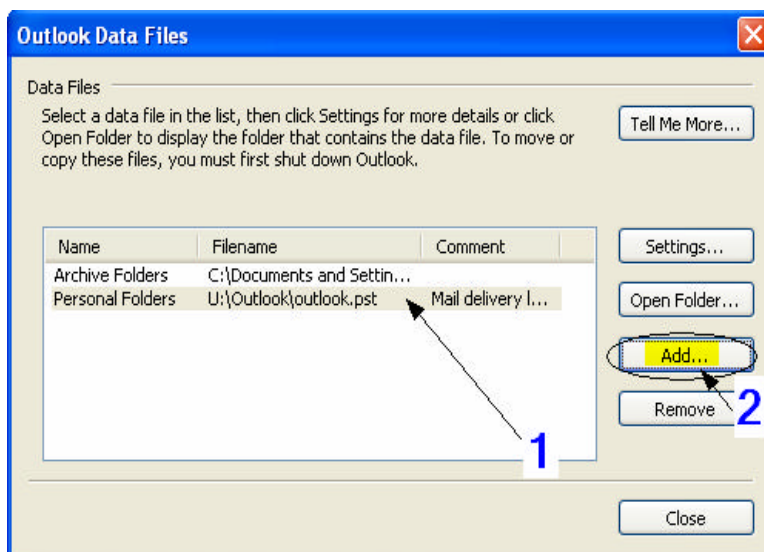 Outlook Data Files
Data Files
Select a data file in the list, then click Settings for more details or click
Open Folder to display the folder that contains the data file. To move or
copy these files, you must first shut down Outlook.
Tell Me More...
Name Filename Comment
Archive Folders C:\Documents and Settin...
Personal Folders U:\Outlook\outlook.pst Mail delivery l...
Settings...
Open Folder...
Add...
Remove
1
2
Close